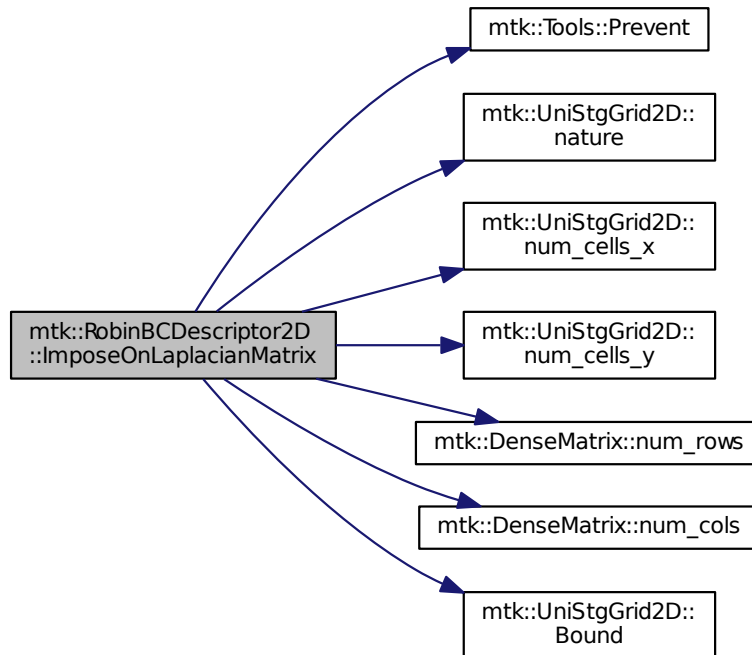 mtk::Tools::Prevent
mtk::UniStgGrid2D::
nature
mtk::UniStgGrid2D::
num_cells_x
mtk::RobinBCDescriptor2D
::ImposeOnLaplacianMatrix
mtk::UniStgGrid2D::
num_cells_y
mtk::DenseMatrix::num_rows
mtk::DenseMatrix::num_cols
mtk::UniStgGrid2D::
Bound